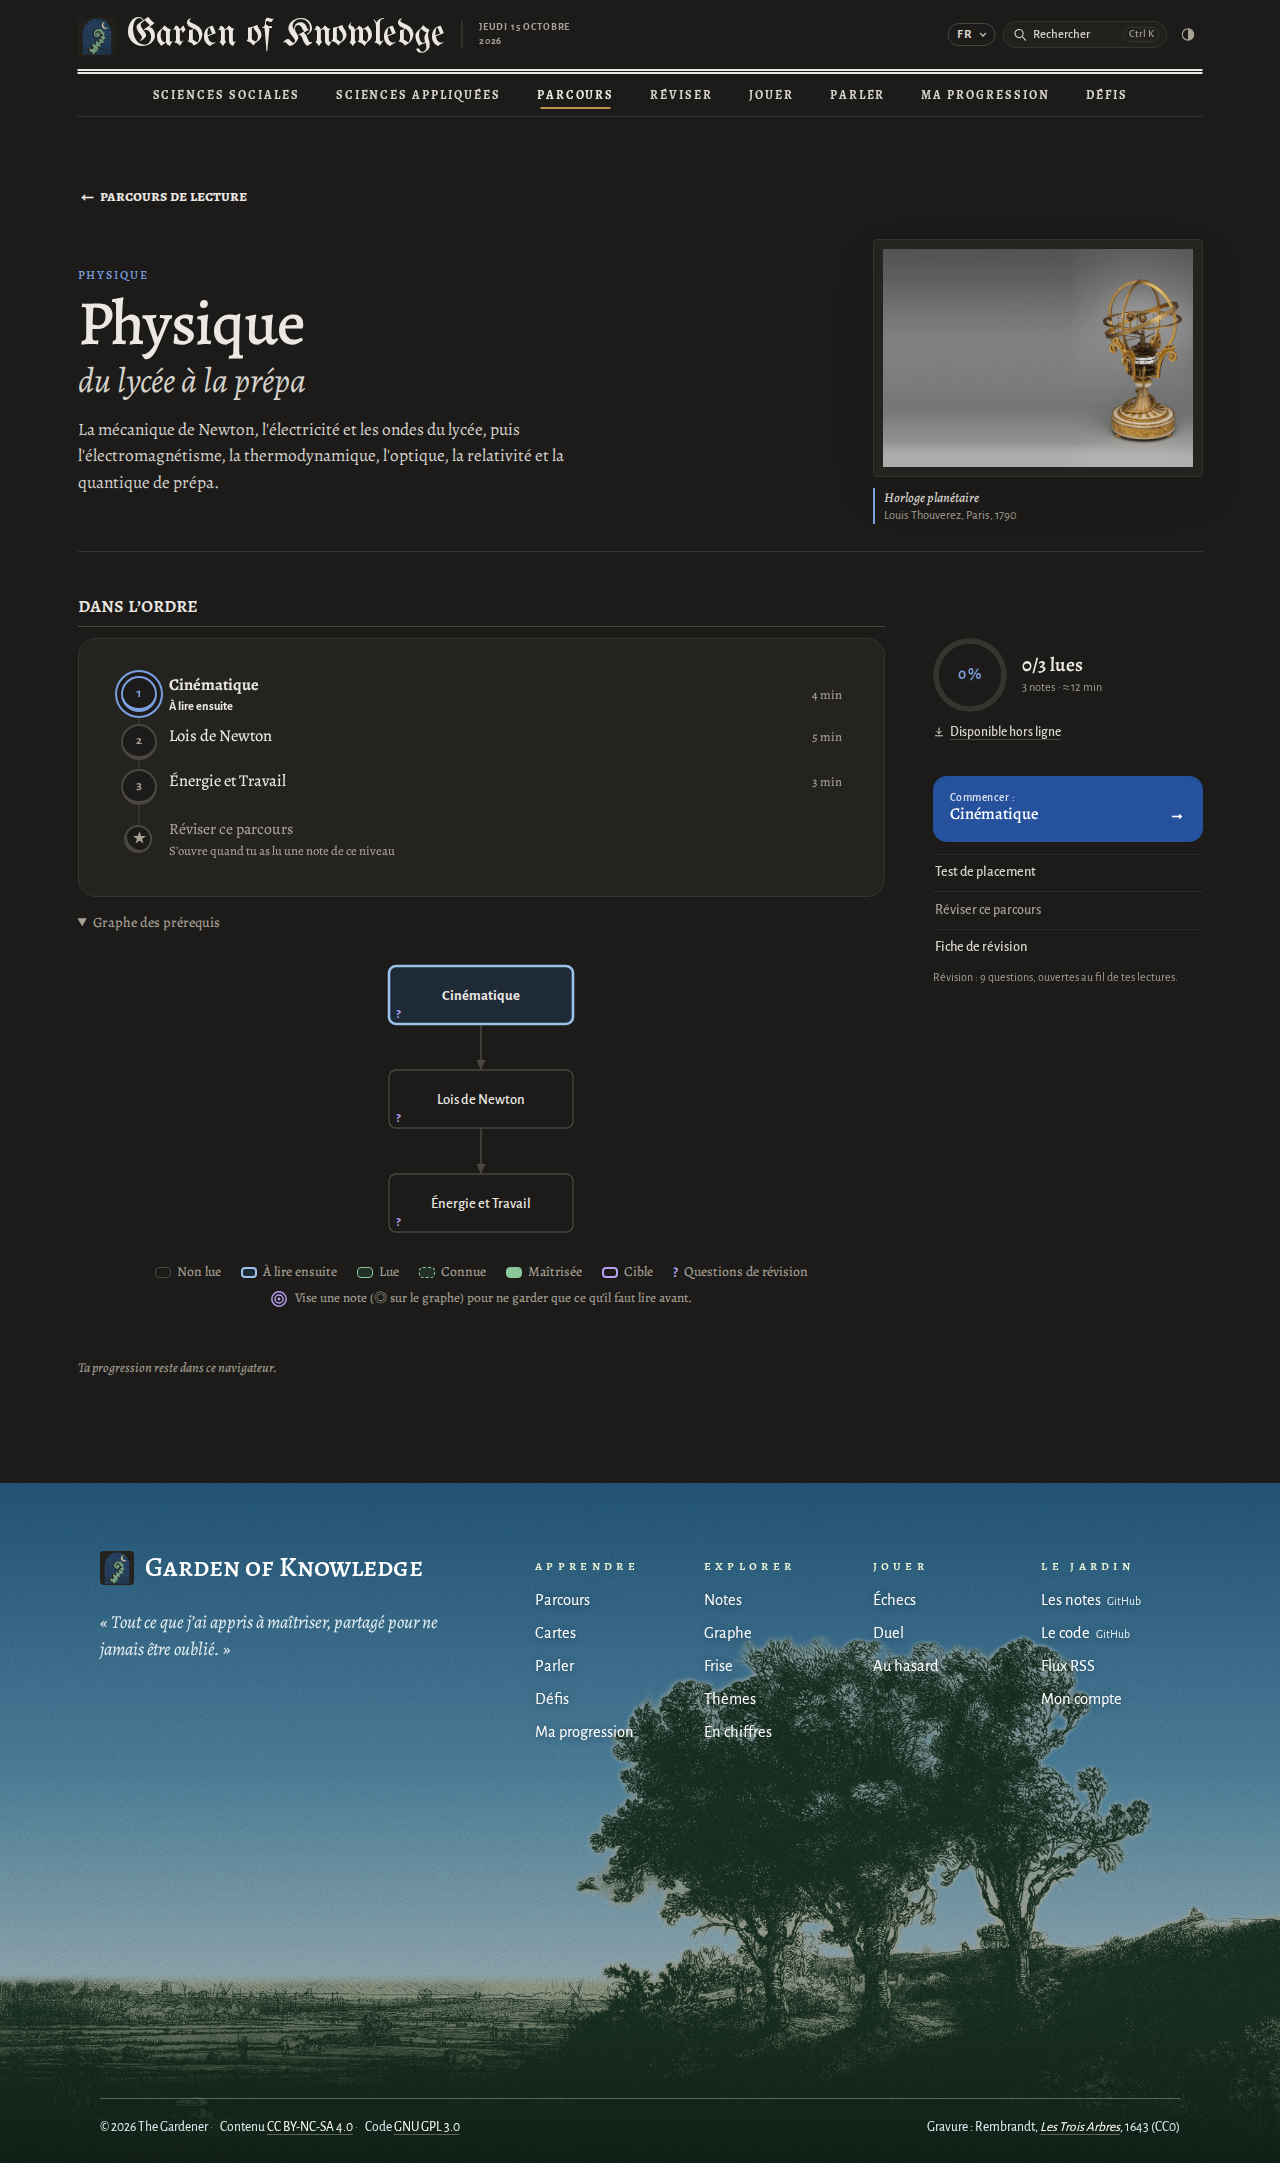 Garden of Knowledge
JEUDI 15 OCTOBRE
2026
FR
Rechercher
Ctrl K
SCIENCES SOCIALES
SCIENCES APPLIQUÉES
PARCOURS
RÉVISER
JOUER
PARLER
MA PROGRESSION
DÉFIS
← PARCOURS DE LECTURE
PHYSIQUE
Physique
du lycée à la prépa
La mécanique de Newton, l'électricité et les ondes du lycée, puis
l'électromagnétisme, la thermodynamique, l'optique, la relativité et la
quantique de prépa.
Horloge planétaire
Louis Thouverez, Paris, 1790
DANS L’ORDRE
1
Cinématique
À lire ensuite
4 min
2
Lois de Newton
5 min
3
Énergie et Travail
3 min
★
Réviser ce parcours
S’ouvre quand tu as lu une note de ce niveau
0%
0/3 lues
3 notes · ≈ 12 min
Disponible hors ligne
Commencer :
Cinématique
→
Test de placement
Réviser ce parcours
Fiche de révision
Révision : 9 questions, ouvertes au fil de tes lectures.
▼ Graphe des prérequis
Cinématique
?
Lois de Newton
?
Énergie et Travail
?
Non lue
À lire ensuite
Lue
Connue
Maîtrisée
Cible
? Questions de révision
Vise une note (◎ sur le graphe) pour ne garder que ce qu’il faut lire avant.
Ta progression reste dans ce navigateur.
GARDEN OF KNOWLEDGE
« Tout ce que j’ai appris à maîtriser, partagé pour ne
jamais être oublié. »
APPRENDRE
Parcours
Cartes
Parler
Défis
Ma progression
EXPLORER
Notes
Graphe
Frise
Thèmes
En chiffres
JOUER
Échecs
Duel
Au hasard
LE JARDIN
Les notes GitHub
Le code GitHub
Flux RSS
Mon compte
© 2026 The Gardener · Contenu CC BY-NC-SA 4.0 · Code GNU GPL 3.0
Gravure : Rembrandt, Les Trois Arbres, 1643 (CC0)